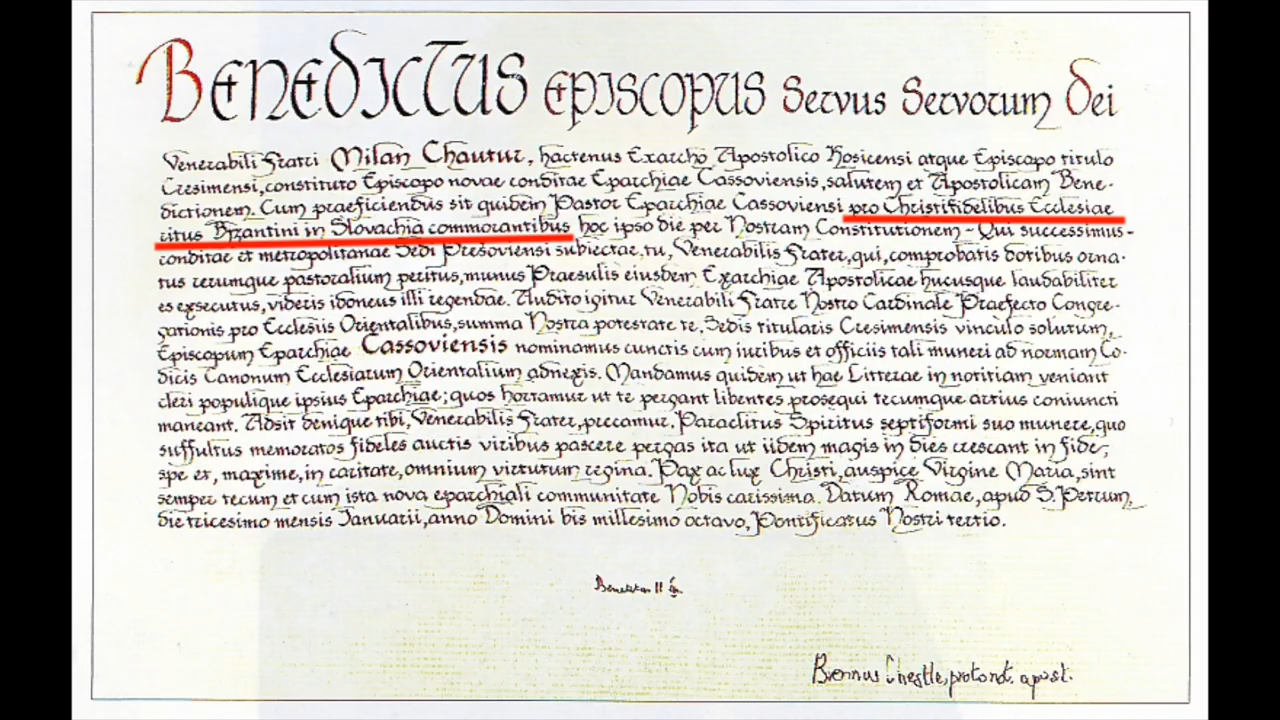 Benedictus Episcopus Servus Servorum Dei
Venerabili Fratri Milan Chautur, hactenus Exarcho Apostolico Kosicensi atque Episcopo titulo
Cresimensi, constituto Episcopo novae conditae Eparchiae Cassoviensis, salutem et Apostolicam Bene-
dictionem. Cum praeficiendus sit quidem Pastor Eparchiae Cassoviensi pro Christifidelibus Ecclesiae
ritus Byzantini in Slovachia commorantibus hoc ipso die per Nostram Constitutionem - Qui successimus -
conditae et metropolitanae Sedi Prešoviensi subiectae, tu, Venerabilis Frater, qui, comprobatis dotibus orna-
tus rerumque pastoralium peritus, munus Praesulis eiusdem Exarchiae Apostolicae hucusque laudabiliter
es exsecutus, videris idoneus illi regendae. Audito igitur Venerabili Fratre Nostro Cardinale Praefecto Congre-
gationis pro Ecclesiis Orientalibus, summa Nostra potestate te, Sedis titularis Cresimensis vinculo solutum,
Episcopum Eparchiae Cassoviensis nominamus cunctis cum iuribus et officiis tali muneri ad normam Co-
dicis Canonum Ecclesiarum Orientalium adnexis. Mandamus quidem ut hae Litterae in notitiam veniant
cleri populique ipsius Eparchiae; quos hortamur ut te pergant libentes prosequi tecumque artius coniuncti
maneant. Adsit denique tibi, Venerabilis Frater, precamur, Paraclitus Spiritus septiformi suo munere, quo
suffultus memoratos fideles auctis viribus pascere pergas ita ut iidem magis in dies crescant in fide,
spe et, maxime, in caritate, omnium virtutum regina. Pax ac lux Christi, auspice Virgine Maria, sint
semper tecum et cum ista nova eparchiali communitate Nobis carissima. Datum Romae, apud S. Petrum,
die tricesimo mensis Januarii, anno Domini bis millesimo octavo, Pontificatus Nostri tertio.
protonot. apost.